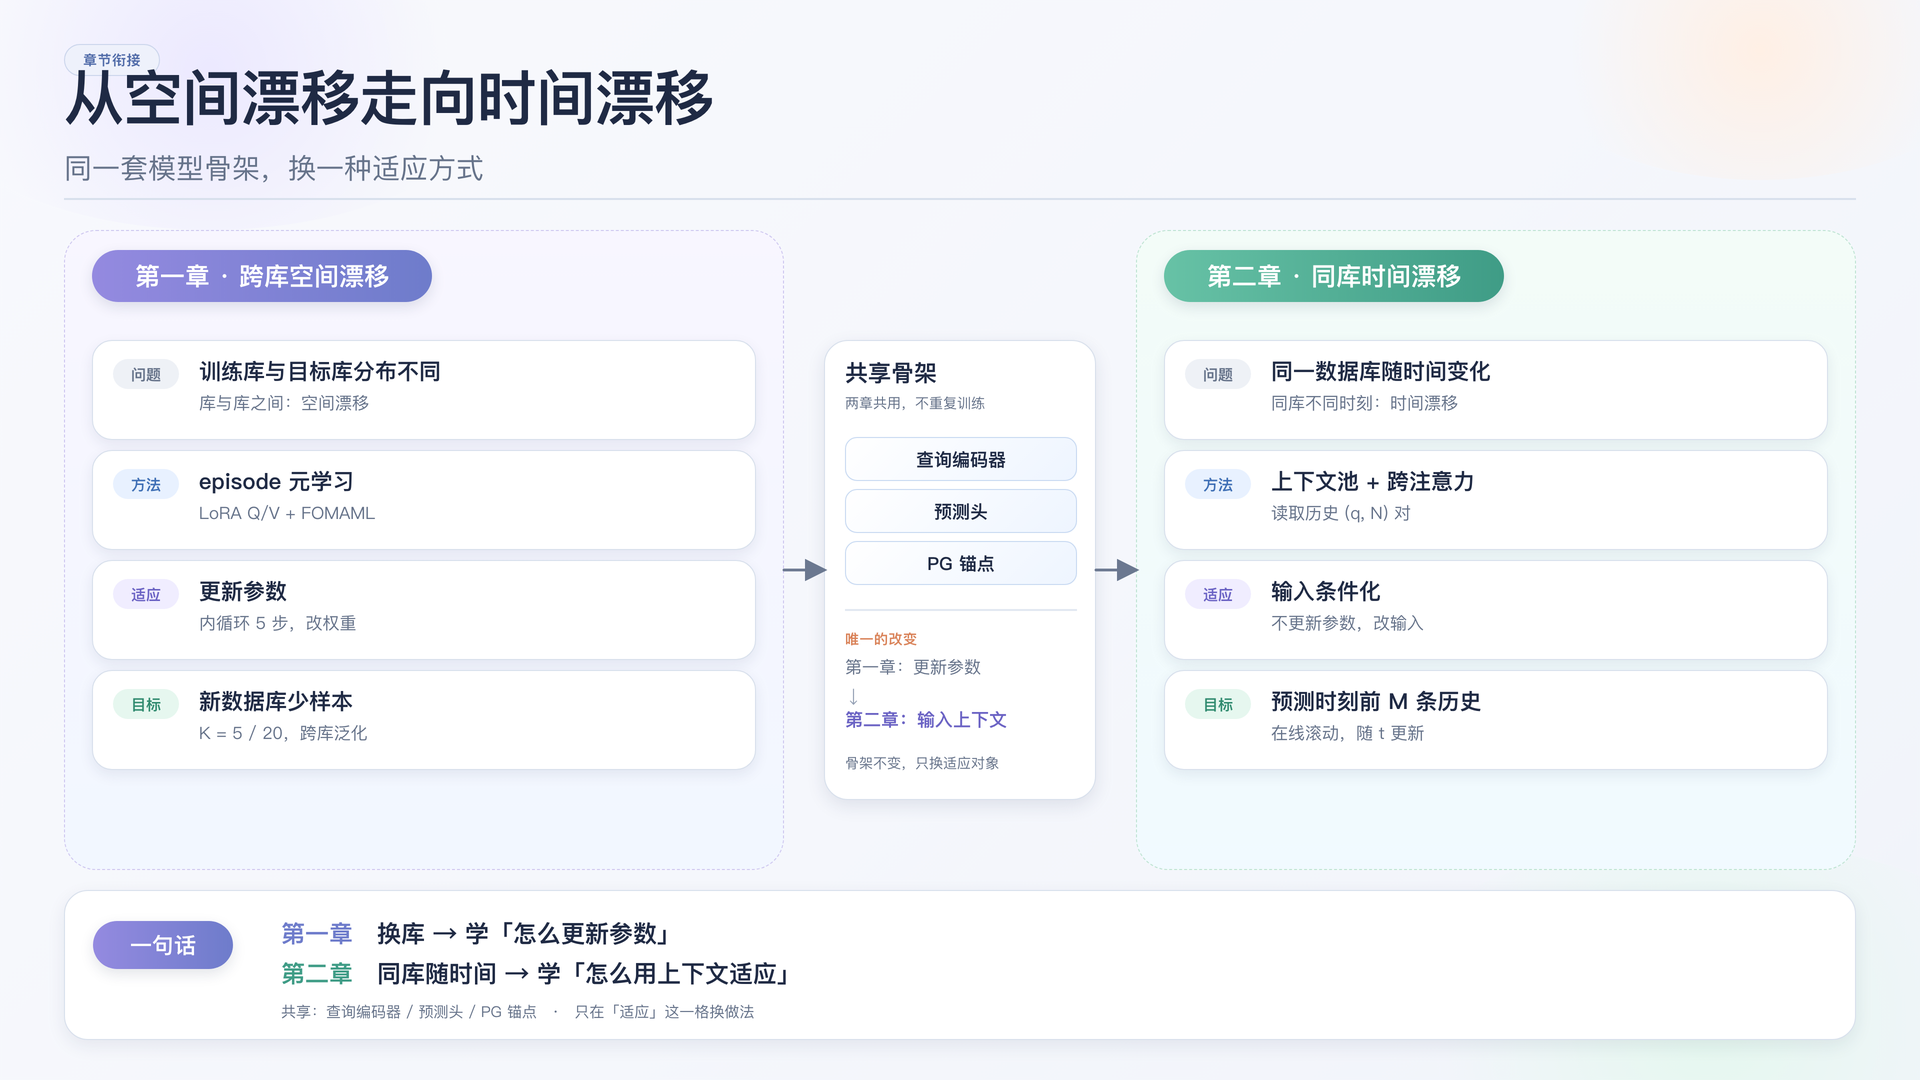 章节衔接
从空间漂移走向时间漂移
同一套模型骨架，换一种适应方式
第一章 · 跨库空间漂移
问题
训练库与目标库分布不同
库与库之间：空间漂移
方法
episode 元学习
LoRA Q/V + FOMAML
适应
更新参数
内循环 5 步，改权重
目标
新数据库少样本
K = 5 / 20，跨库泛化
共享骨架
两章共用，不重复训练
查询编码器
预测头
PG 锚点
唯一的改变
第一章：更新参数
↓
第二章：输入上下文
骨架不变，只换适应对象
第二章 · 同库时间漂移
问题
同一数据库随时间变化
同库不同时刻：时间漂移
方法
上下文池 + 跨注意力
读取历史 (q, N) 对
适应
输入条件化
不更新参数，改输入
目标
预测时刻前 M 条历史
在线滚动，随 t 更新
一句话
第一章 换库 → 学「怎么更新参数」
第二章 同库随时间 → 学「怎么用上下文适应」
共享：查询编码器 / 预测头 / PG 锚点 · 只在「适应」这一格换做法